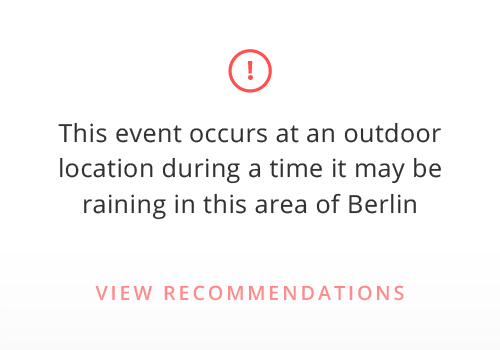 !
This event occurs at an outdoor
location during a time it may be
raining in this area of Berlin
VIEW RECOMMENDATIONS